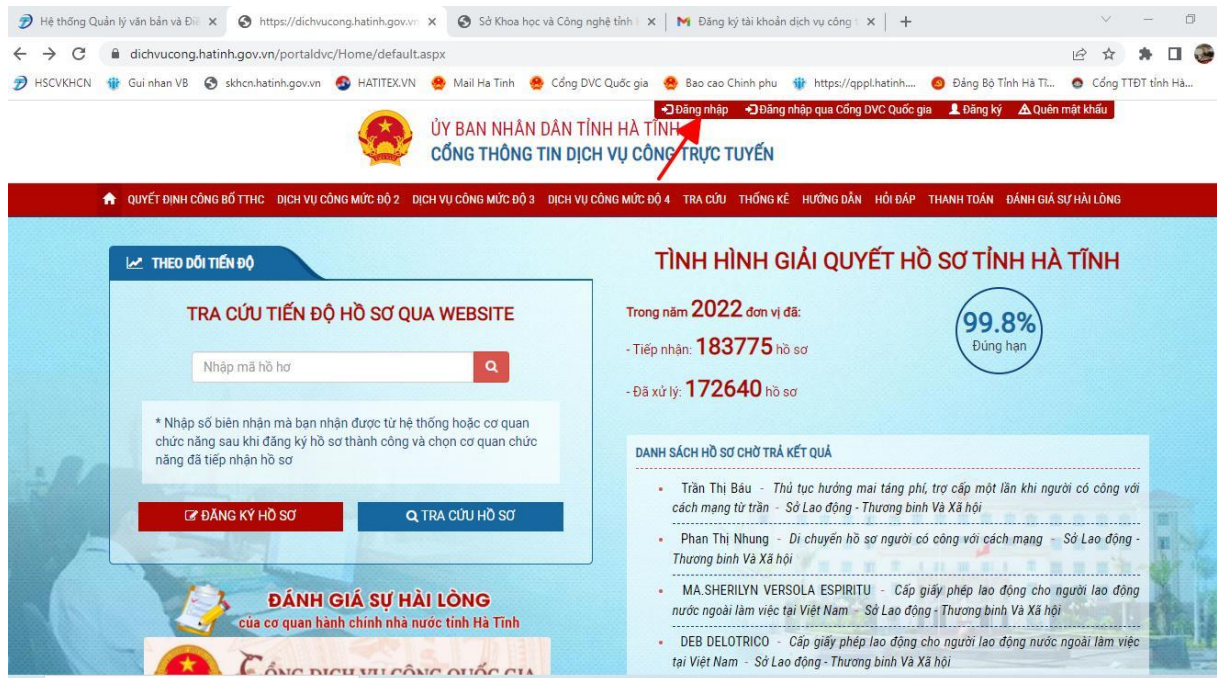 Hệ thống Quản lý văn bản và Điề
https://dichvucong.hatinh.gov.vn
Sở Khoa học và Công nghệ tỉnh
Đăng ký tài khoản dịch vụ công t
dichvucong.hatinh.gov.vn/portaldvc/Home/default.aspx
HSCVKHCN Gui nhan VB skhcn.hatinh.gov.vn HATITEX.VN Mail Ha Tinh Cổng DVC Quốc gia Bao cao Chinh phu https://qppl.hatinh.... Đảng Bộ Tỉnh Hà Tĩ... Cổng TTĐT tỉnh Hà...
Đăng nhập Đăng nhập qua Cổng DVC Quốc gia Đăng ký Quên mật khẩu
ỦY BAN NHÂN DÂN TỈNH HÀ TĨNH
CỔNG THÔNG TIN DỊCH VỤ CÔNG TRỰC TUYẾN
QUYẾT ĐỊNH CÔNG BỐ TTHC DỊCH VỤ CÔNG MỨC ĐỘ 2 DỊCH VỤ CÔNG MỨC ĐỘ 3 DỊCH VỤ CÔNG MỨC ĐỘ 4 TRA CỨU THỐNG KÊ HƯỚNG DẪN HỎI ĐÁP THANH TOÁN ĐÁNH GIÁ SỰ HÀI LÒNG
THEO DÕI TIẾN ĐỘ
TRA CỨU TIẾN ĐỘ HỒ SƠ QUA WEBSITE
Nhập mã hồ hơ
* Nhập số biên nhận mà bạn nhận được từ hệ thống hoặc cơ quan
chức năng sau khi đăng ký hồ sơ thành công và chọn cơ quan chức
năng đã tiếp nhận hồ sơ
ĐĂNG KÝ HỒ SƠ
TRA CỨU HỒ SƠ
ĐÁNH GIÁ SỰ HÀI LÒNG
của cơ quan hành chính nhà nước tỉnh Hà Tĩnh
CỔNG DỊCH VỤ CÔNG QUỐC GIA
TÌNH HÌNH GIẢI QUYẾT HỒ SƠ TỈNH HÀ TĨNH
Trong năm 2022 đơn vị đã:
- Tiếp nhận: 183775 hồ sơ
- Đã xử lý: 172640 hồ sơ
99.8%
Đúng hạn
DANH SÁCH HỒ SƠ CHỜ TRẢ KẾT QUẢ
Trần Thị Báu - Thủ tục hưởng mai táng phí, trợ cấp một lần khi người có công với
cách mạng từ trần - Sở Lao động - Thương binh Và Xã hội
Phan Thị Nhung - Di chuyển hồ sơ người có công với cách mạng - Sở Lao động -
Thương binh Và Xã hội
MA.SHERILYN VERSOLA ESPIRITU - Cấp giấy phép lao động cho người lao động
nước ngoài làm việc tại Việt Nam - Sở Lao động - Thương binh Và Xã hội
DEB DELOTRICO - Cấp giấy phép lao động cho người lao động nước ngoài làm việc
tại Việt Nam - Sở Lao động - Thương binh Và Xã hội